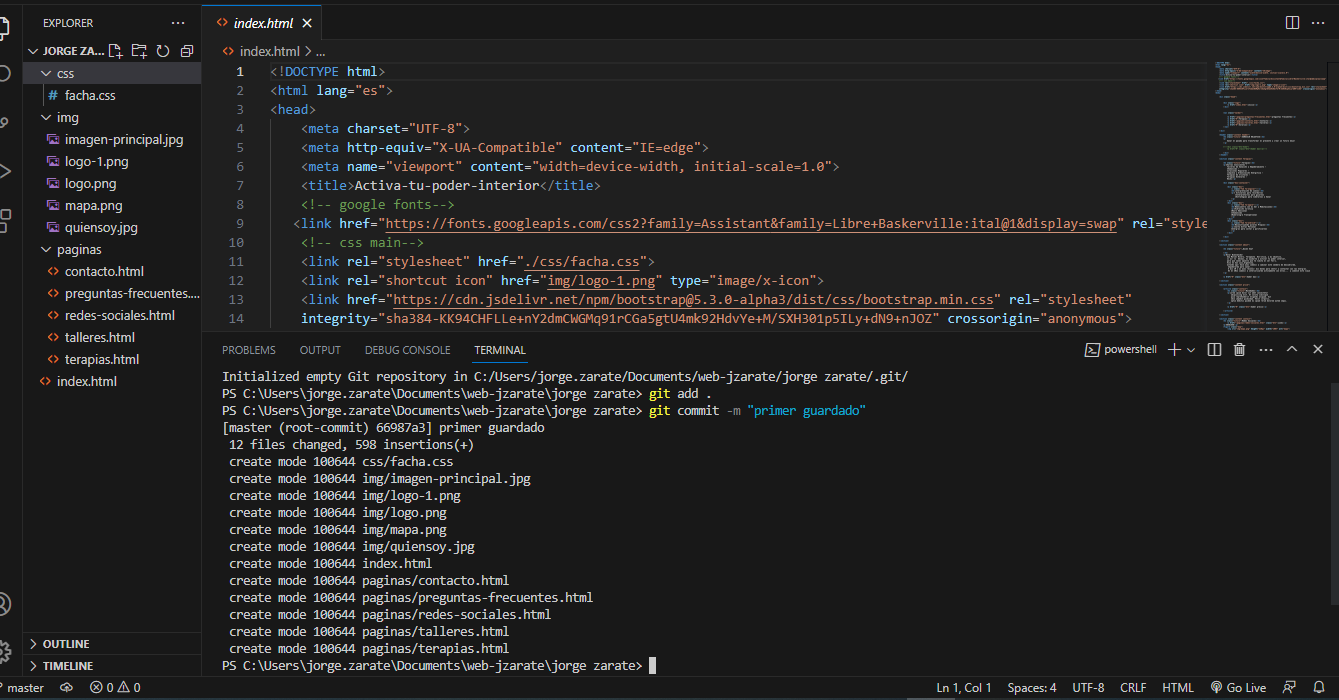 EXPLORER
JORGE ZA...
css
# facha.css
img
imagen-principal.jpg
logo-1.png
logo.png
mapa.png
quiensoy.jpg
paginas
<> contacto.html
<> preguntas-frecuentes....
<> redes-sociales.html
<> talleres.html
<> terapias.html
<> index.html
OUTLINE
TIMELINE
<> index.html
<> index.html > ...
1 <!DOCTYPE html>
2 <html lang="es">
3 <head>
4 <meta charset="UTF-8">
5 <meta http-equiv="X-UA-Compatible" content="IE=edge">
6 <meta name="viewport" content="width=device-width, initial-scale=1.0">
7 <title>Activa-tu-poder-interior</title>
8 <!-- google fonts-->
9 <link href="https://fonts.googleapis.com/css2?family=Assistant&family=Libre+Baskerville:ital@1&display=swap" rel="style
10 <!-- css main-->
11 <link rel="stylesheet" href="./css/facha.css">
12 <link rel="shortcut icon" href="img/logo-1.png" type="image/x-icon">
13 <link href="https://cdn.jsdelivr.net/npm/bootstrap@5.3.0-alpha3/dist/css/bootstrap.min.css" rel="stylesheet"
14 integrity="sha384-KK94CHFLLe+nY2dmCWGMq91rCGa5gtU4mk92HdvYe+M/SXH301p5ILy+dN9+nJOZ" crossorigin="anonymous">
PROBLEMS OUTPUT DEBUG CONSOLE TERMINAL powershell
Initialized empty Git repository in C:/Users/jorge.zarate/Documents/web-jzarate/jorge zarate/.git/
PS C:\Users\jorge.zarate\Documents\web-jzarate\jorge zarate> git add .
PS C:\Users\jorge.zarate\Documents\web-jzarate\jorge zarate> git commit -m "primer guardado"
[master (root-commit) 66987a3] primer guardado
12 files changed, 598 insertions(+)
create mode 100644 css/facha.css
create mode 100644 img/imagen-principal.jpg
create mode 100644 img/logo-1.png
create mode 100644 img/logo.png
create mode 100644 img/mapa.png
create mode 100644 img/quiensoy.jpg
create mode 100644 index.html
create mode 100644 paginas/contacto.html
create mode 100644 paginas/preguntas-frecuentes.html
create mode 100644 paginas/redes-sociales.html
create mode 100644 paginas/talleres.html
create mode 100644 paginas/terapias.html
PS C:\Users\jorge.zarate\Documents\web-jzarate\jorge zarate>
master 0 0 Ln 1, Col 1 Spaces: 4 UTF-8 CRLF HTML Go Live